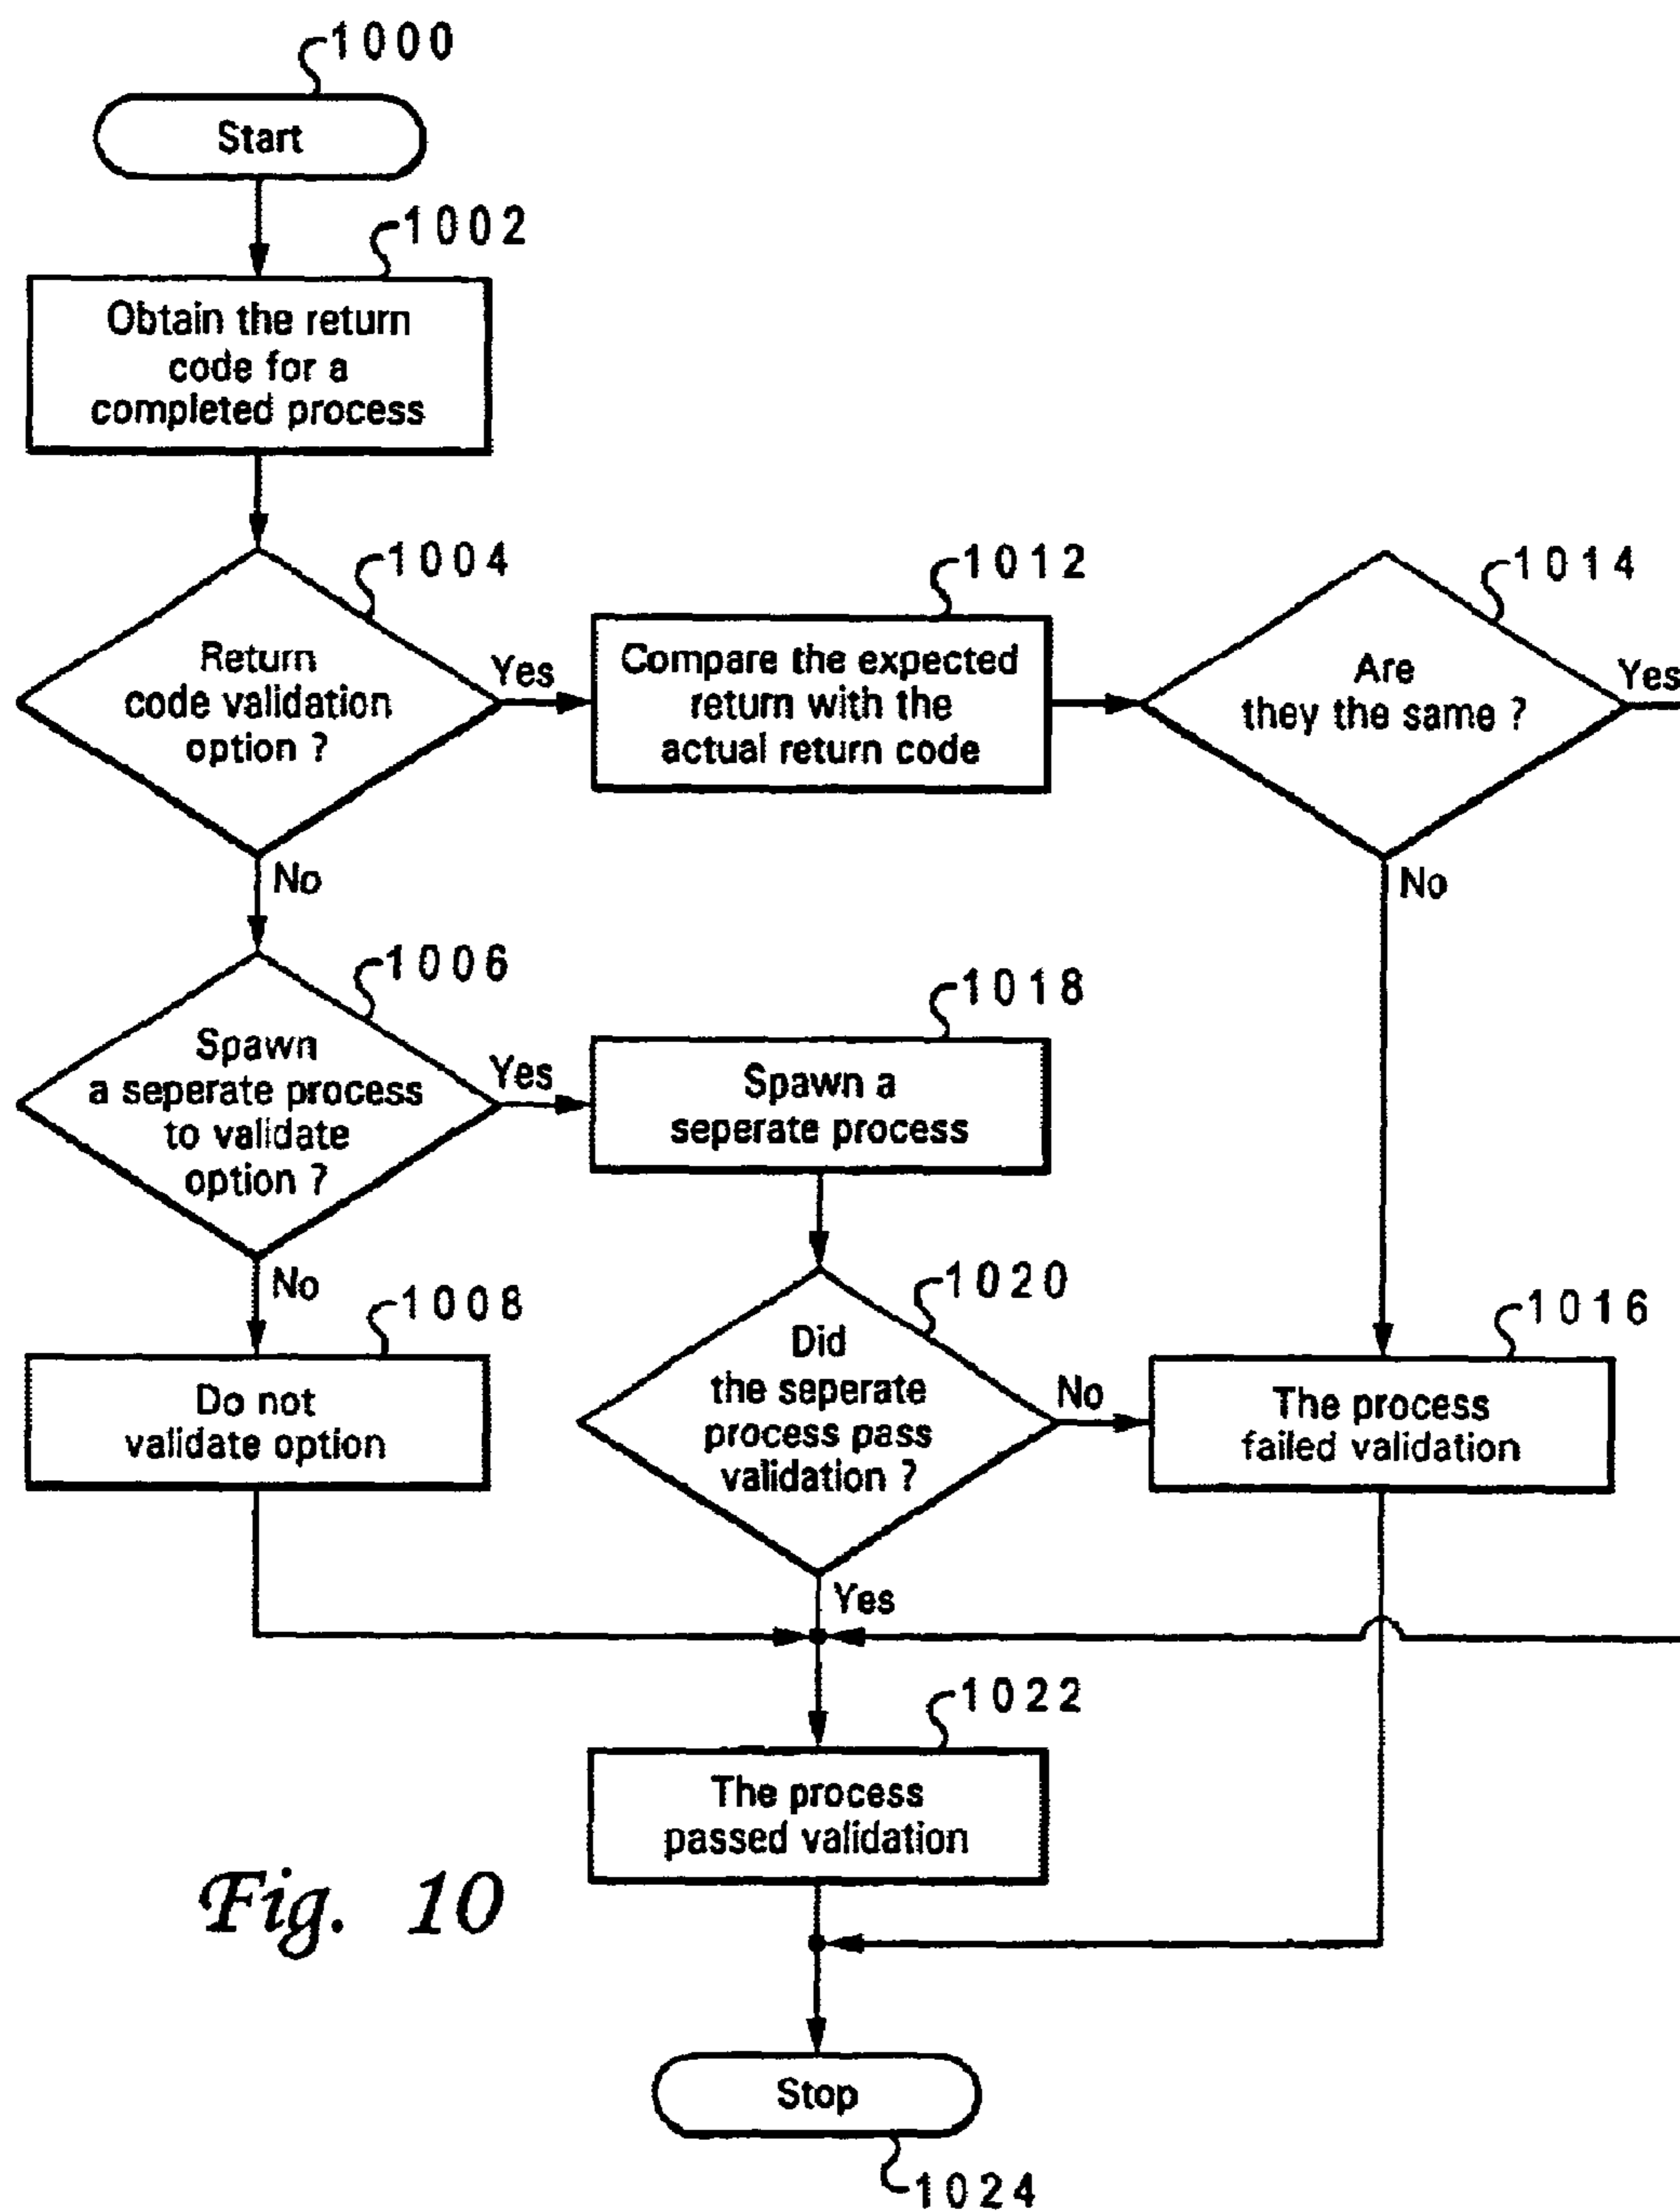 1000
Start
1002
Obtain the return
code for a
completed process
1004
Return
code validation
option ?
Yes
No
1012
Compare the expected
return with the
actual return code
1014
Are
they the same ?
Yes
No
1006
Spawn
a seperate process
to validate
option ?
Yes
No
1018
Spawn a
seperate process
1008
Do not
validate option
1020
Did
the seperate
process pass
validation ?
No
Yes
1016
The process
failed validation
1022
The process
passed validation
Fig. 10
Stop
1024